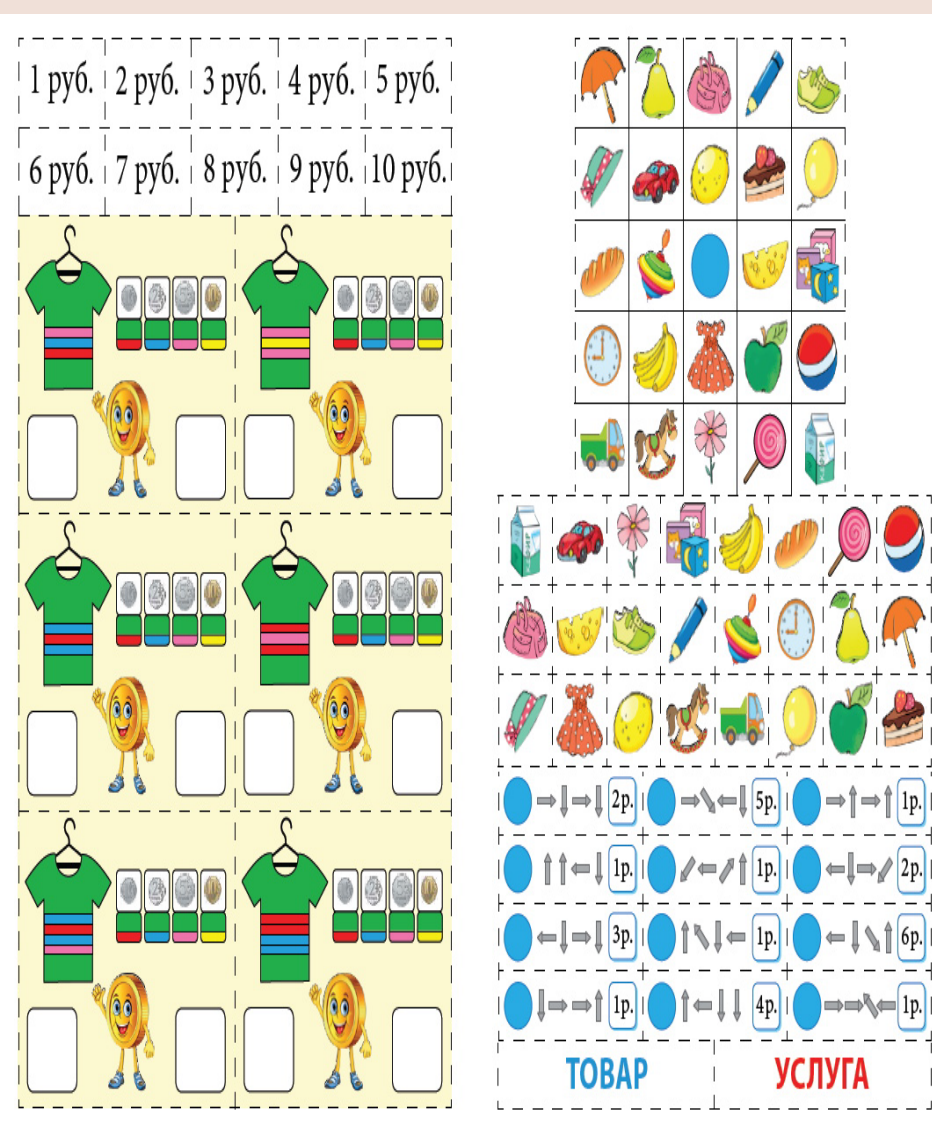 1 руб. 2 руб. 3 руб. 4 руб. 5 руб.
6 руб. 7 руб. 8 руб. 9 руб. 10 руб.
2р. 5р. 1р.
1р. 1р. 2р.
3р. 1р. 6р.
1р. 4р. 1р.
ТОВАР УСЛУГА